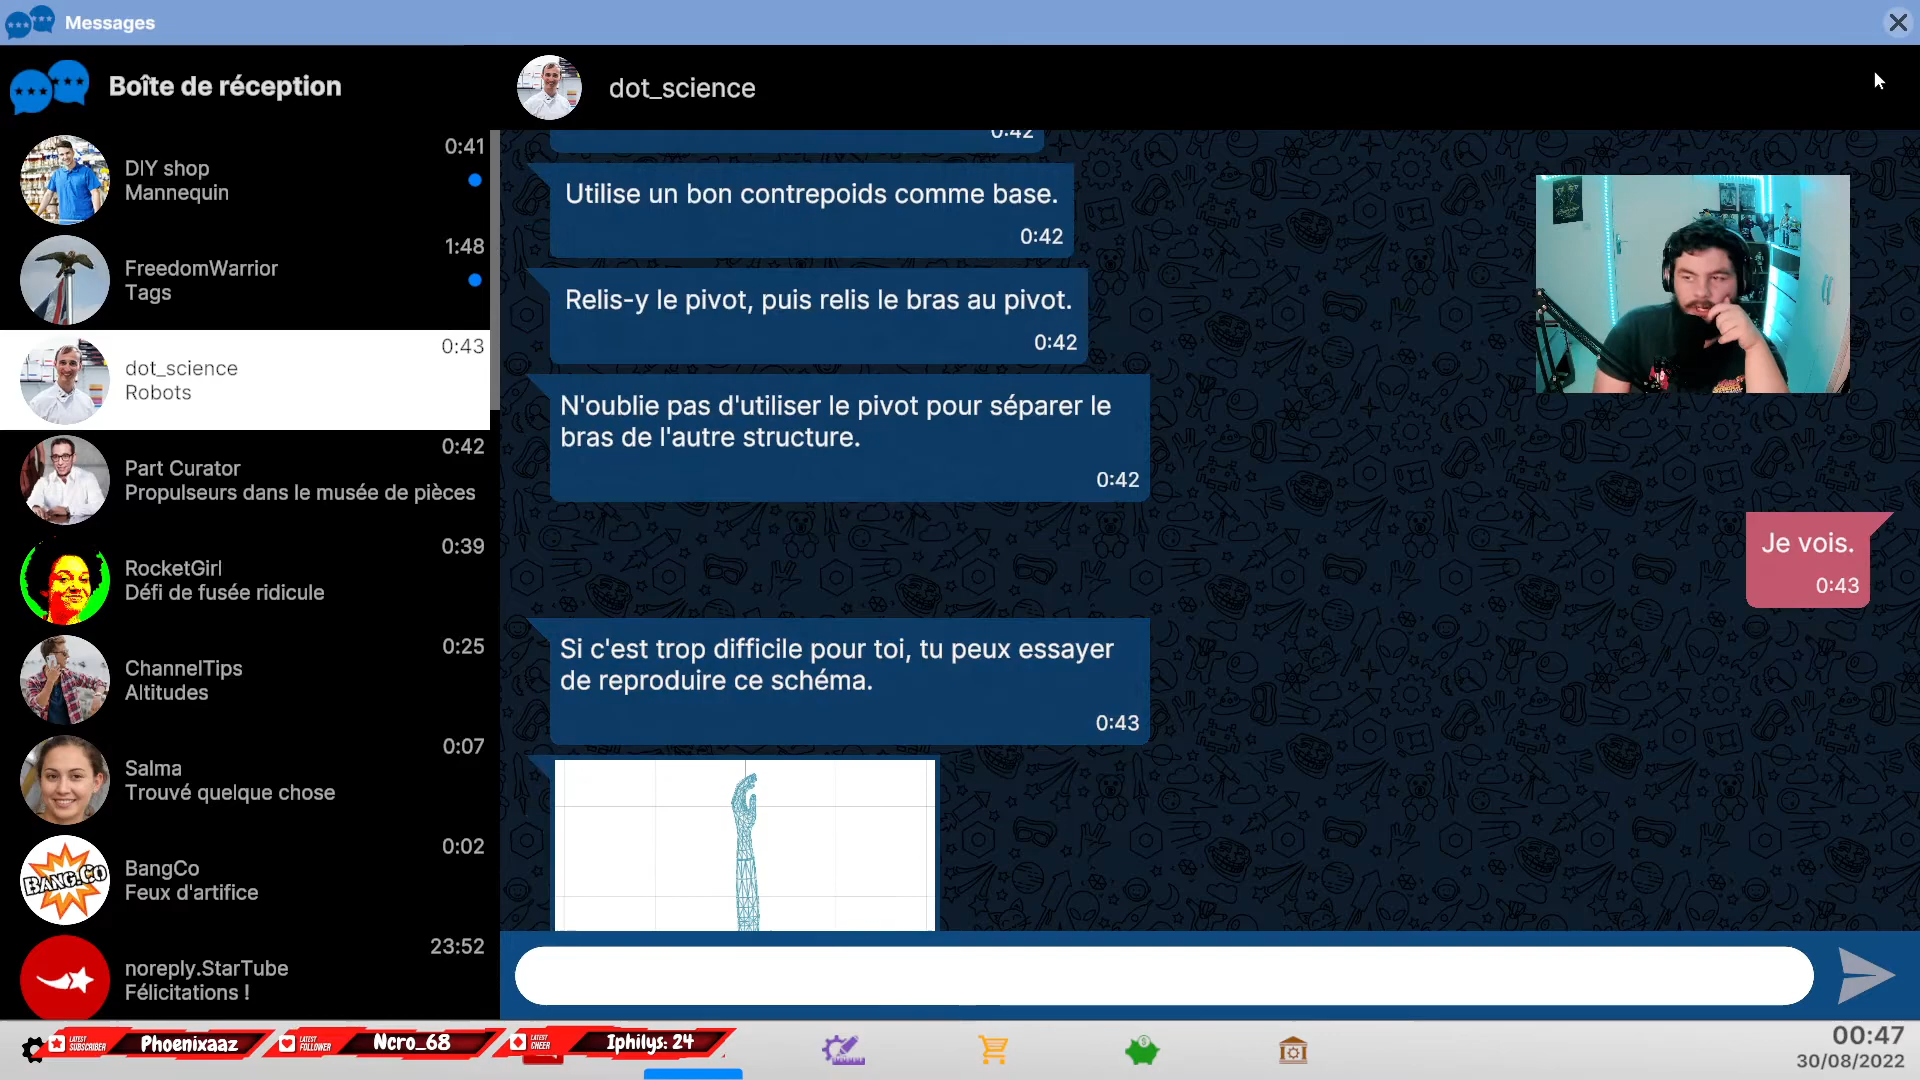 Messages
Boîte de réception
DIY shop
Mannequin
0:41
FreedomWarrior
Tags
1:48
dot_science
Robots
0:43
Part Curator
Propulseurs dans le musée de pièces
0:42
RocketGirl
Défi de fusée ridicule
0:39
ChannelTips
Altitudes
0:25
Salma
Trouvé quelque chose
0:07
BANG.CO
BangCo
Feux d'artifice
0:02
noreply.StarTube
Félicitations !
23:52
dot_science
0:42
Utilise un bon contrepoids comme base.
0:42
Relis-y le pivot, puis relis le bras au pivot.
0:42
N'oublie pas d'utiliser le pivot pour séparer le
bras de l'autre structure.
0:42
Je vois.
0:43
Si c'est trop difficile pour toi, tu peux essayer
de reproduire ce schéma.
0:43
LATEST
SUBSCRIBER
Phoenixaaz
LATEST
FOLLOWER
Ncro_68
LATEST
CHEER
Iphilys: 24
00:47
30/08/2022